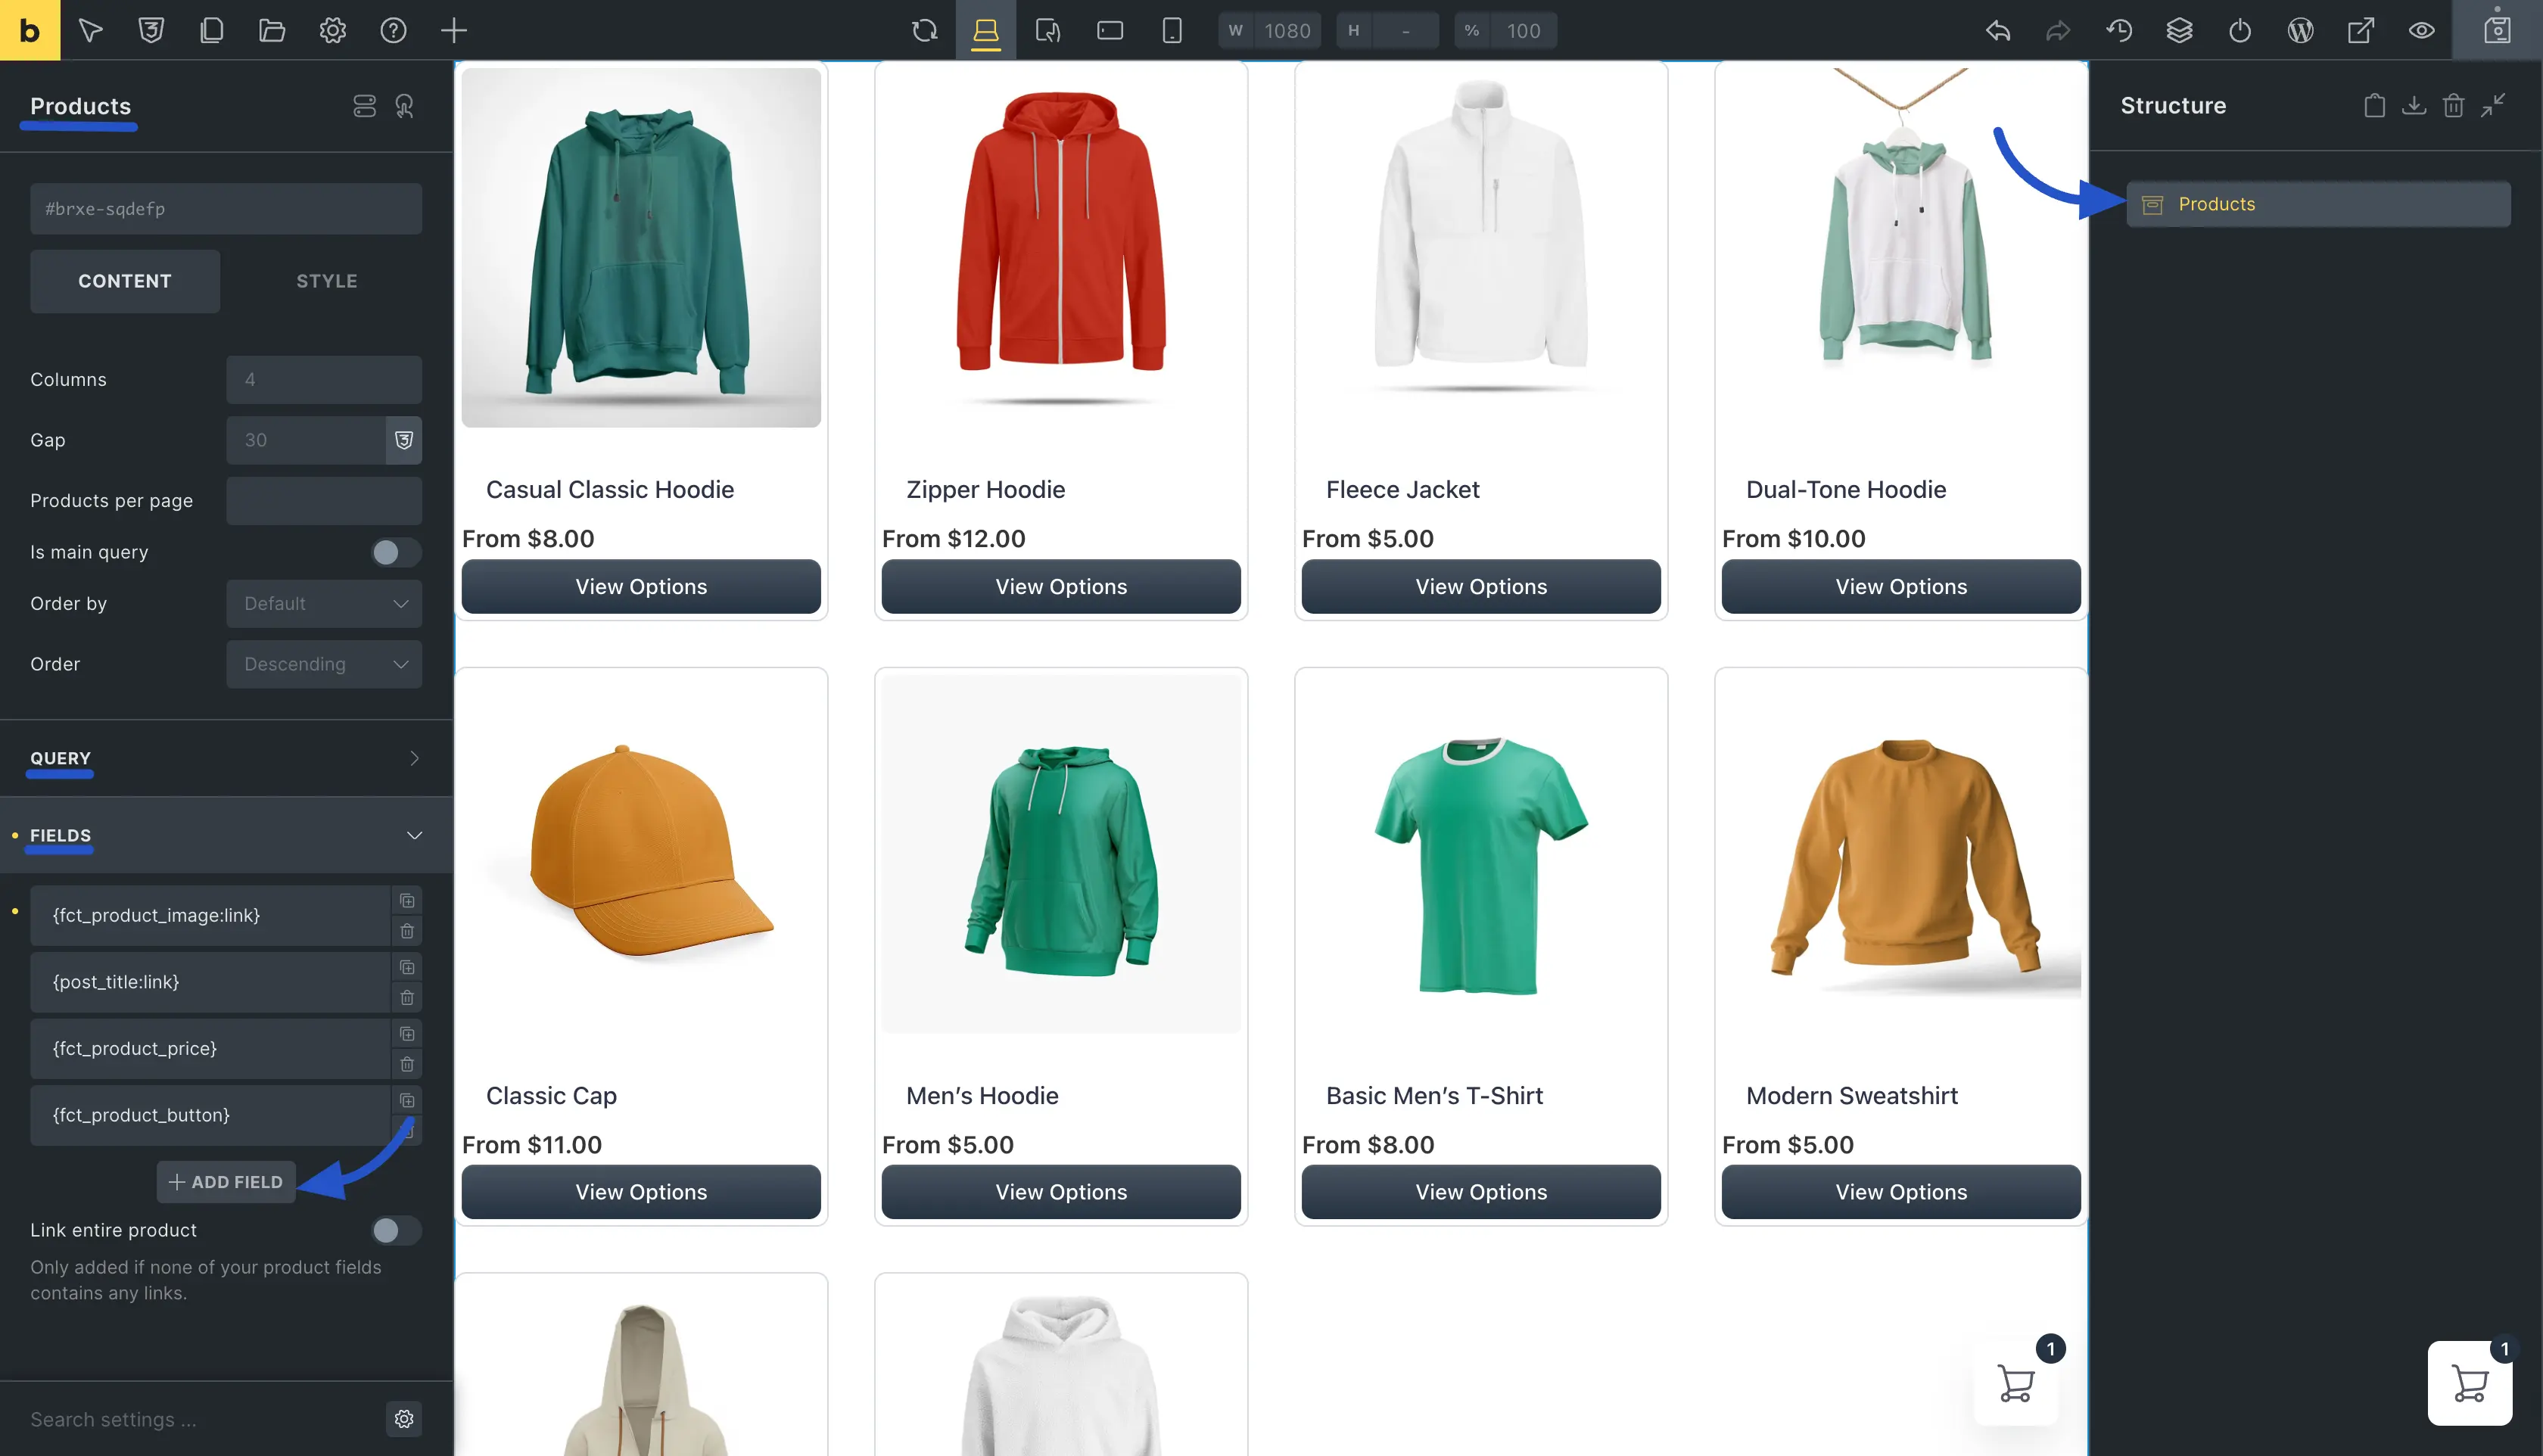 b
W 1080
H -
% 100
Products
#brxe-sqdefp
CONTENT
STYLE
Columns
4
Gap
30
Products per page
Is main query
Order by
Default
Order
Descending
QUERY
FIELDS
{fct_product_image:link}
{post_title:link}
{fct_product_price}
{fct_product_button}
+ ADD FIELD
Link entire product
Only added if none of your product fields
contains any links.
Search settings ...
Casual Classic Hoodie
From $8.00
View Options
Zipper Hoodie
From $12.00
View Options
Fleece Jacket
From $5.00
View Options
Dual-Tone Hoodie
From $10.00
View Options
Classic Cap
From $11.00
View Options
Men’s Hoodie
From $5.00
View Options
Basic Men’s T-Shirt
From $8.00
View Options
Modern Sweatshirt
From $5.00
View Options
1
Structure
Products
1